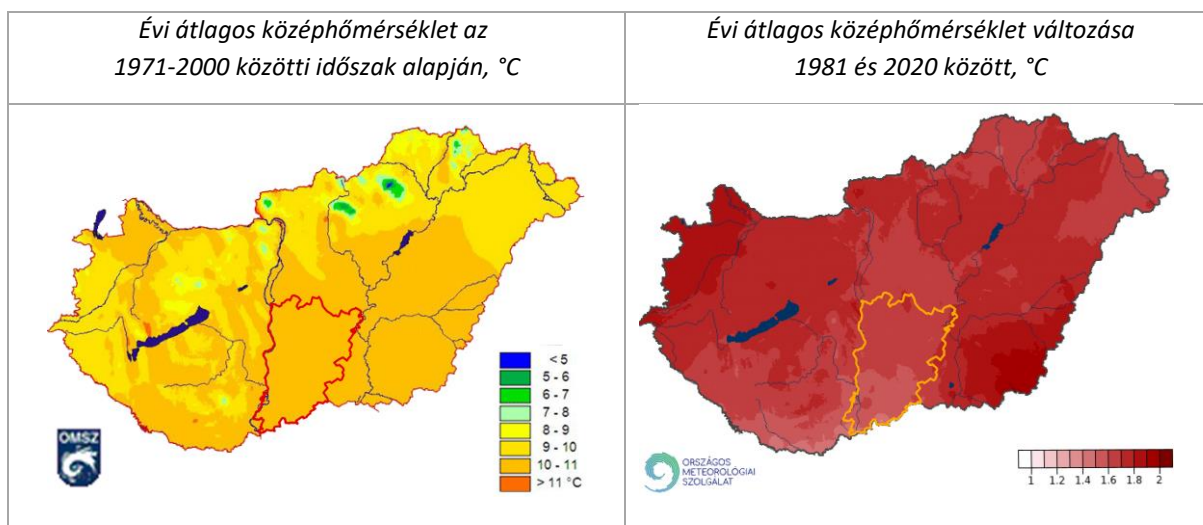 Évi átlagos középhőmérséklet az
1971-2000 közötti időszak alapján, °C
Évi átlagos középhőmérséklet változása
1981 és 2020 között, °C
< 5
5 - 6
6 - 7
7 - 8
8 - 9
9 - 10
10 - 11
> 11 °C
OMSZ
ORSZÁGOS
METEOROLÓGIAI
SZOLGÁLAT
1 1.2 1.4 1.6 1.8 2